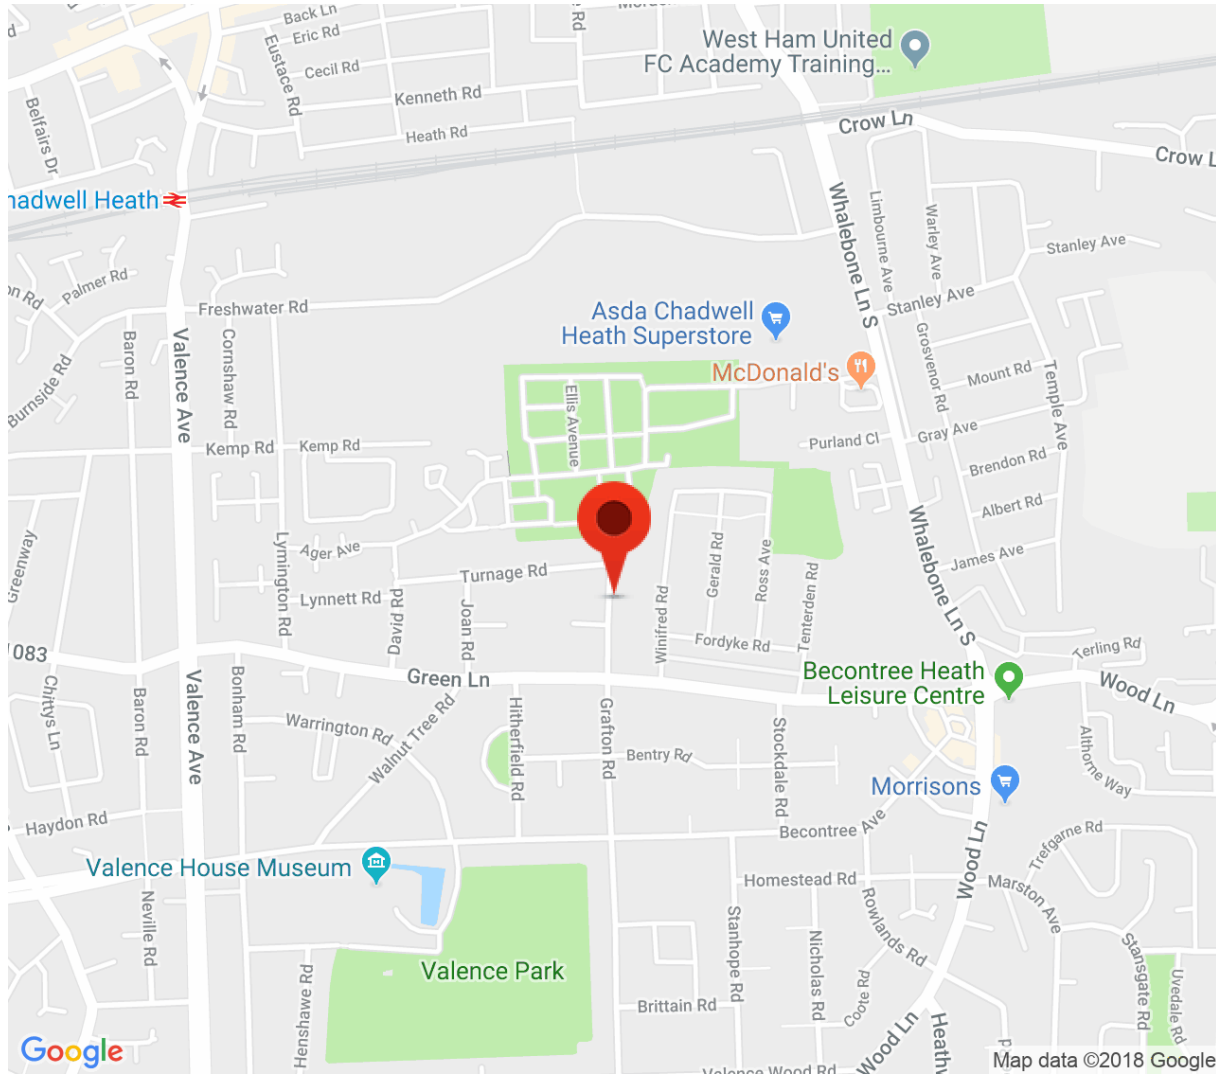 Back Ln
Eric Rd
Eustace Rd
Cecil Rd
Kenneth Rd
Heath Rd
Belfairs Dr
Rd
West Ham United
FC Academy Training...
Crow Ln
Whalebone Ln S
Limbourne Ave
Warley Ave
Stanley Ave
Palmer Rd
Freshwater Rd
Valence Ave
Baron Rd
Cornshaw Rd
Burnside Rd
Asda Chadwell
Heath Superstore
McDonald's
Stanley Ave
Grosvenor Rd
Mount Rd
Temple Ave
Ellis Avenue
Kemp Rd
Kemp Rd
Purland Cl
Gray Ave
Brendon Rd
Albert Rd
James Ave
Whalebone Ln S
Greenway
Lymington Rd
Ager Ave
Turnage Rd
Lynnett Rd
David Rd
Joan Rd
Winifred Rd
Gerald Rd
Ross Ave
Tenterden Rd
Fordyke Rd
Terling Rd
Becontree Heath
Leisure Centre
Wood Ln
Green Ln
Chittys Ln
Baron Rd
Valence Ave
Bonham Rd
Warrington Rd
Walnut Tree Rd
Hitherfield Rd
Grafton Rd
Bentry Rd
Stockdale Rd
Althorne Way
Morrisons
Haydon Rd
Becontree Ave
Wood Ln
Trefgarne Rd
Valence House Museum
Homestead Rd
Marston Ave
Neville Rd
Rowlands Rd
Stanhope Rd
Nicholas Rd
Stansgate Rd
Uvedale Rd
Valence Park
Henshawe Rd
Brittain Rd
Coote Rd
Wood Ln
Valence Wood Rd
Google
Map data ©2018 Google